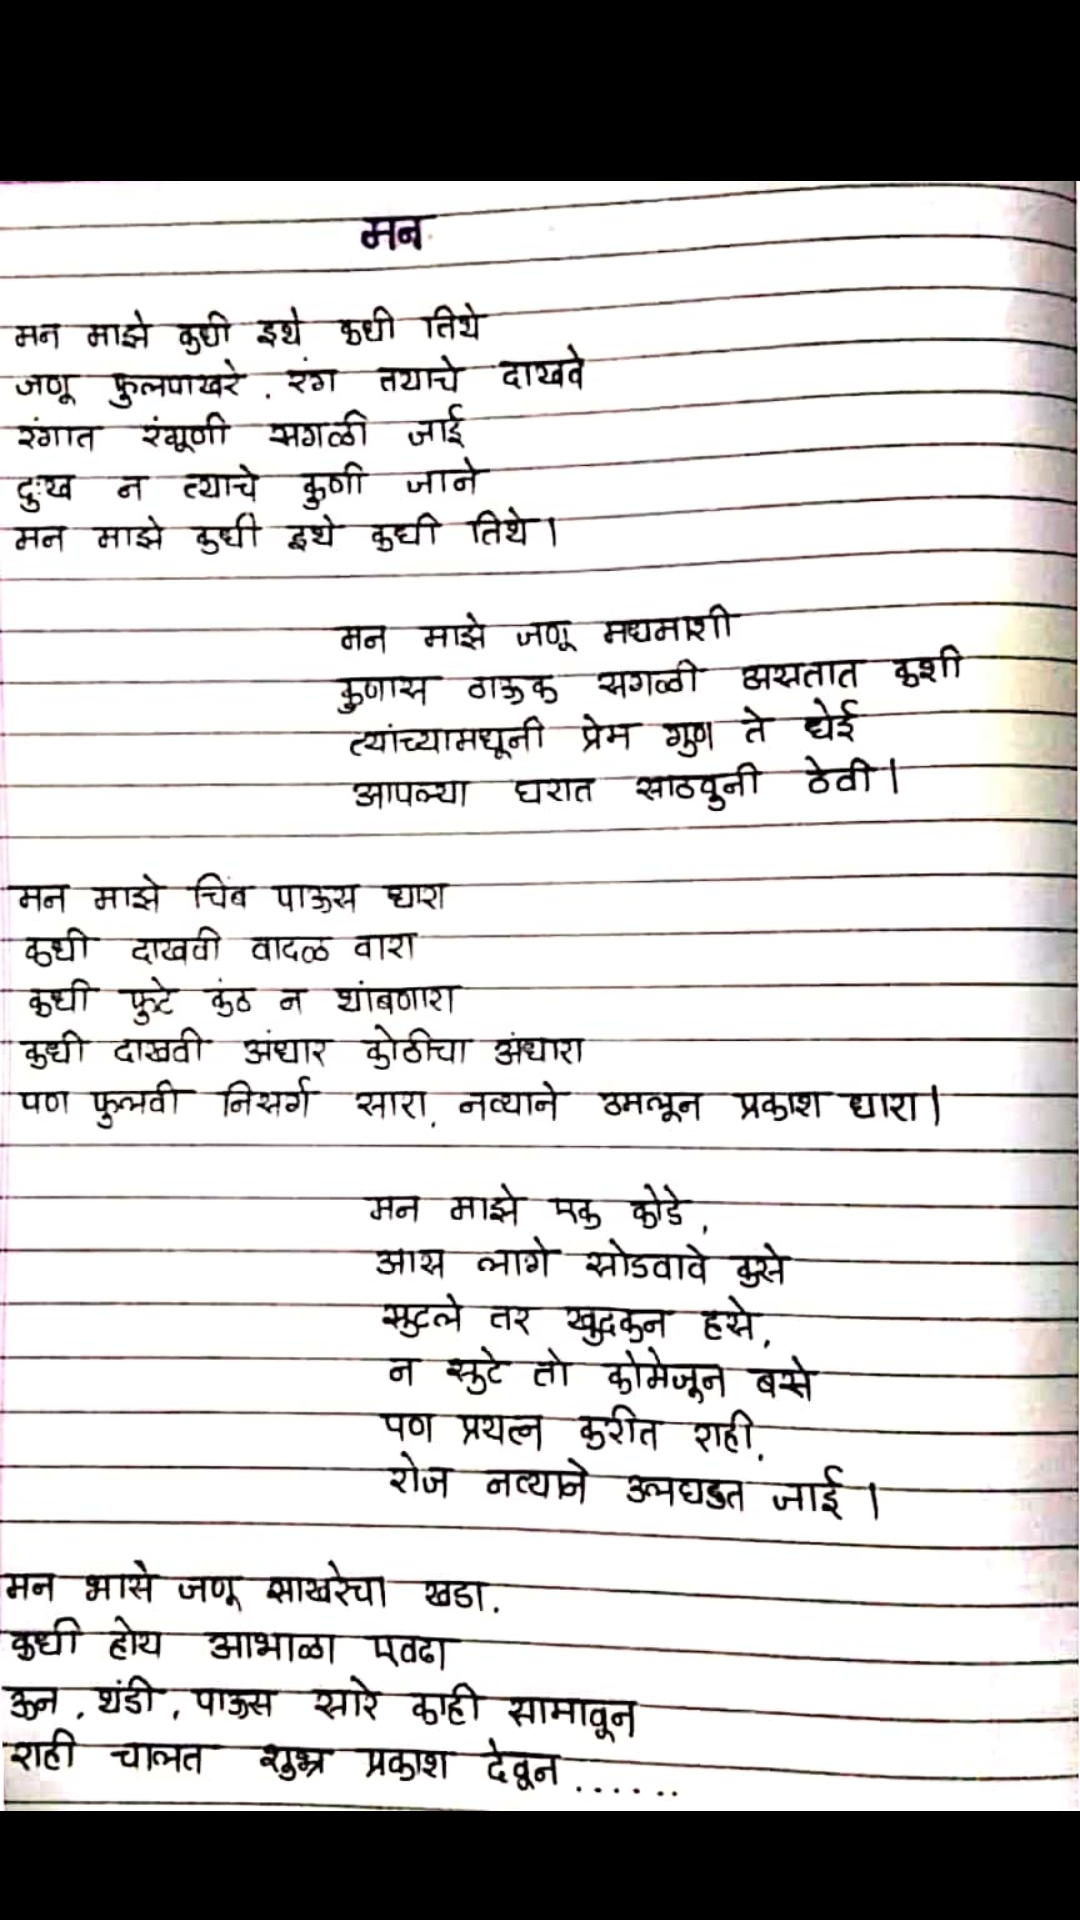 मन
मन माझे कधी इथे कधी तिथे
जणू फुलपाखरे. रंग तयाचे दाखवे
रंगात रंगूणी सगळी जाई
दुःख न त्याचे कुणी जाने
मन माझे कधी इथे कधी तिथे।
मन माझे जणू मधमाशी
कुणास ठाऊक सगळी असतात कशी
त्यांच्यामधूनी प्रेम गुण ते घेई
आपल्या घरात साठवुनी ठेवी।
मन माझे चिंब पाऊस धारा
कधी दाखवी वादळ वारा
कधी फुटे कंठ न थांबणारा
कधी दाखवी अंधार कोठीचा अंधारा
पण फुलवी निसर्ग सारा, नव्याने उमलून प्रकाश धारा।
मन माझे एक कोडे,
आस लागे सोडवावे कसे
सुटले तर खुदकन हसे,
न सुटे तो कोमेजून बसे
पण प्रयत्न करीत राही,
रोज नव्याने उलघडत जाई।
मन भासे जणू साखरेचा खडा.
कधी होय आभाळा एवढा
ऊन, थंडी, पाऊस सारे काही सामावून
राही चालत शुभ्र प्रकाश देवून......